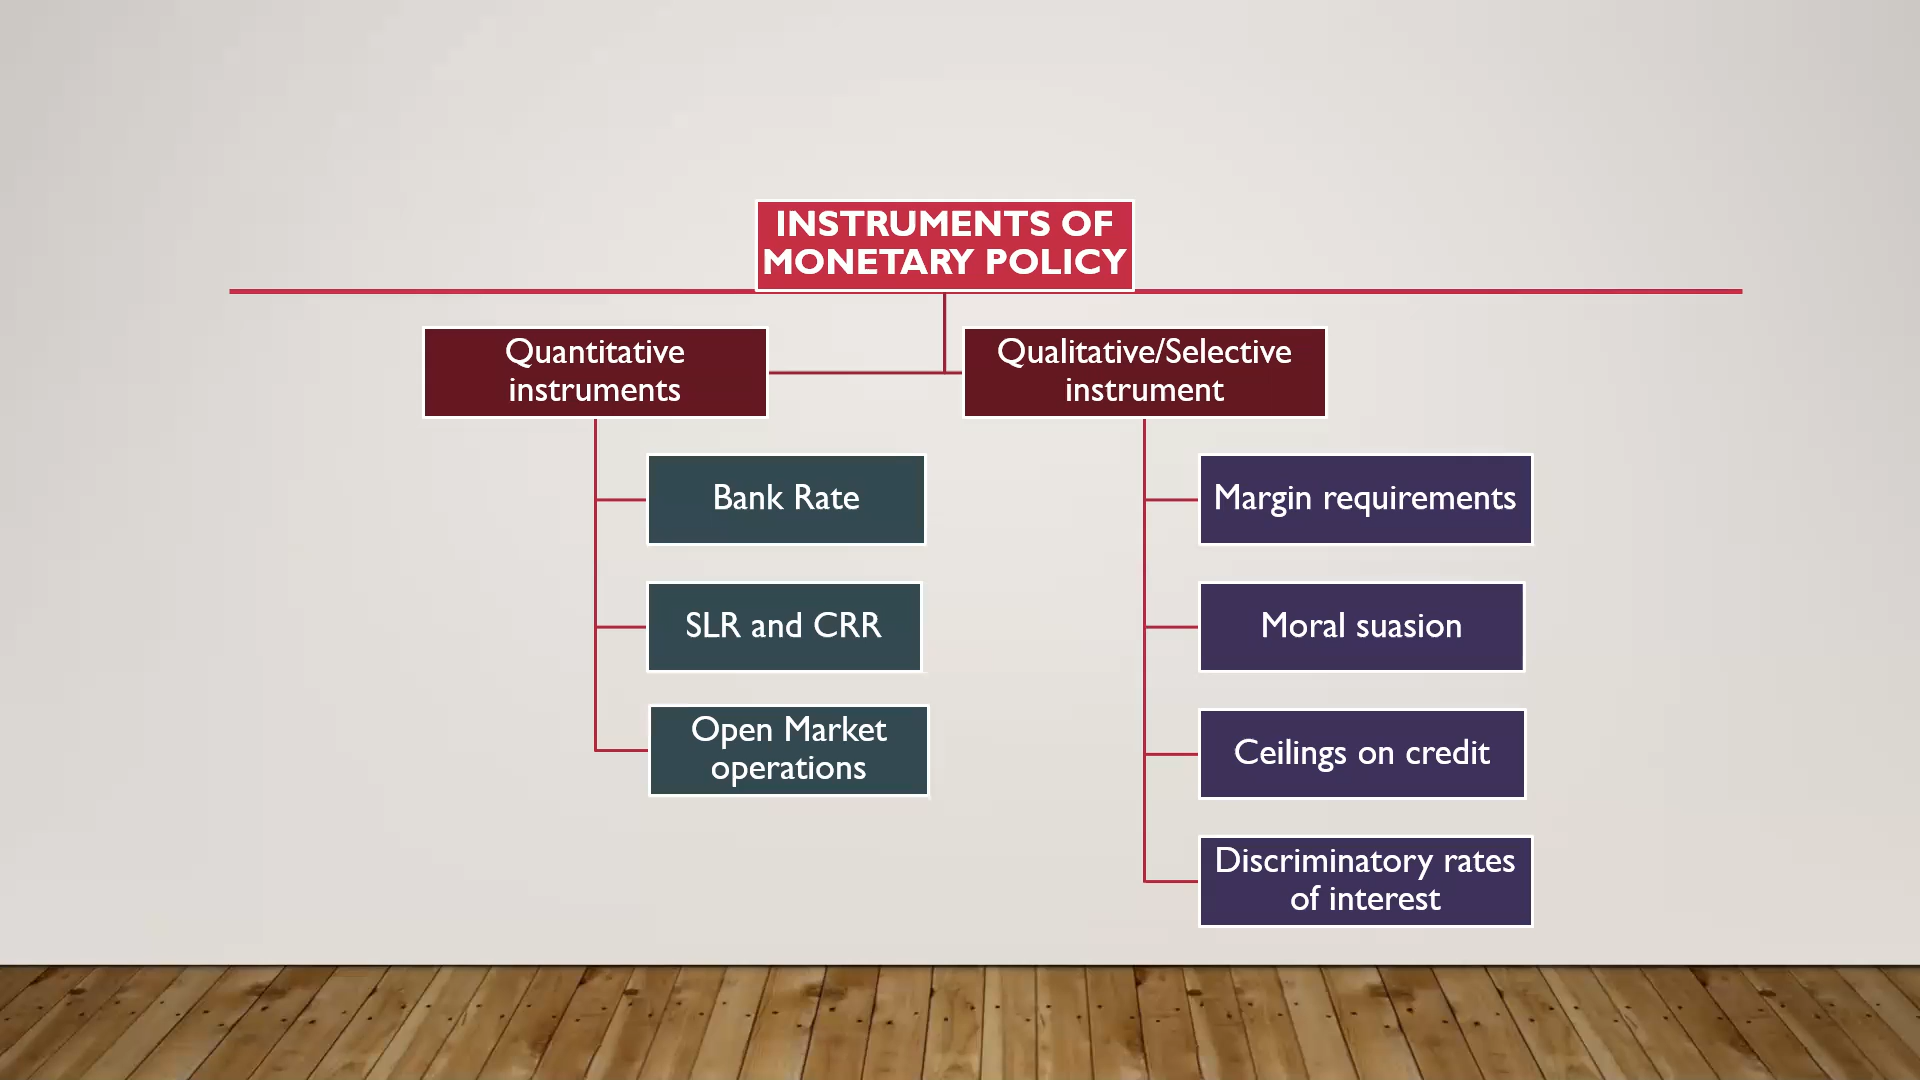 INSTRUMENTS OF
MONETARY POLICY
Quantitative
instruments
Qualitative/Selective
instrument
Bank Rate
SLR and CRR
Open Market
operations
Margin requirements
Moral suasion
Ceilings on credit
Discriminatory rates
of interest